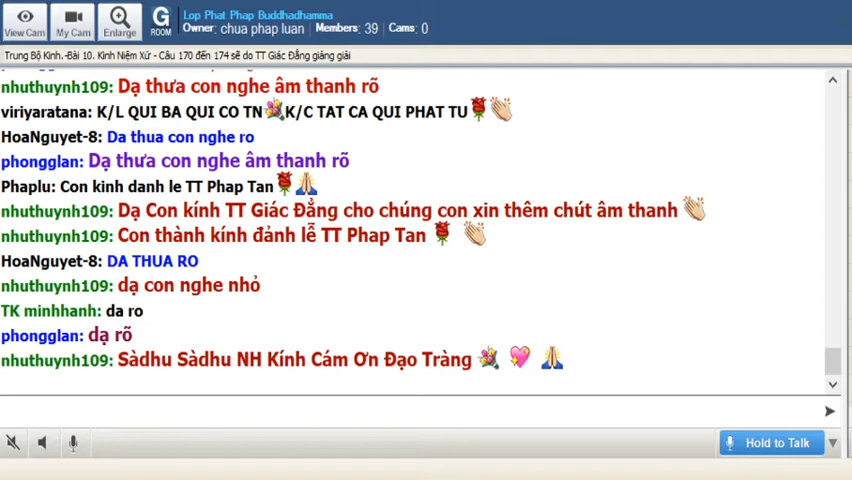 View Cam
My Cam
Enlarge
G
ROOM
Lop Phat Phap Buddhadhamma
Owner: chua phap luan | Members: 39 | Cams: 0
Trung Bộ Kinh.-Bài 10. Kinh Niệm Xứ - Câu 170 đến 174 sẽ do TT Giác Đẳng giảng giải
nhuthuynh109: Dạ thưa con nghe âm thanh rõ
viriyaratana: K/L QUI BA QUI CO TN K/C TAT CA QUI PHAT TU
HoaNguyet-8: Da thua con nghe ro
phongglan: Dạ thưa con nghe âm thanh rõ
Phaplu: Con kinh danh le TT Phap Tan
nhuthuynh109: Dạ Con kính TT Giác Đẳng cho chúng con xin thêm chút âm thanh
nhuthuynh109: Con thành kính đảnh lễ TT Phap Tan
HoaNguyet-8: DA THUA RO
nhuthuynh109: dạ con nghe nhỏ
TK minhhanh: da ro
phongglan: dạ rõ
nhuthuynh109: Sàdhu Sàdhu NH Kính Cám Ơn Đạo Tràng
Hold to Talk